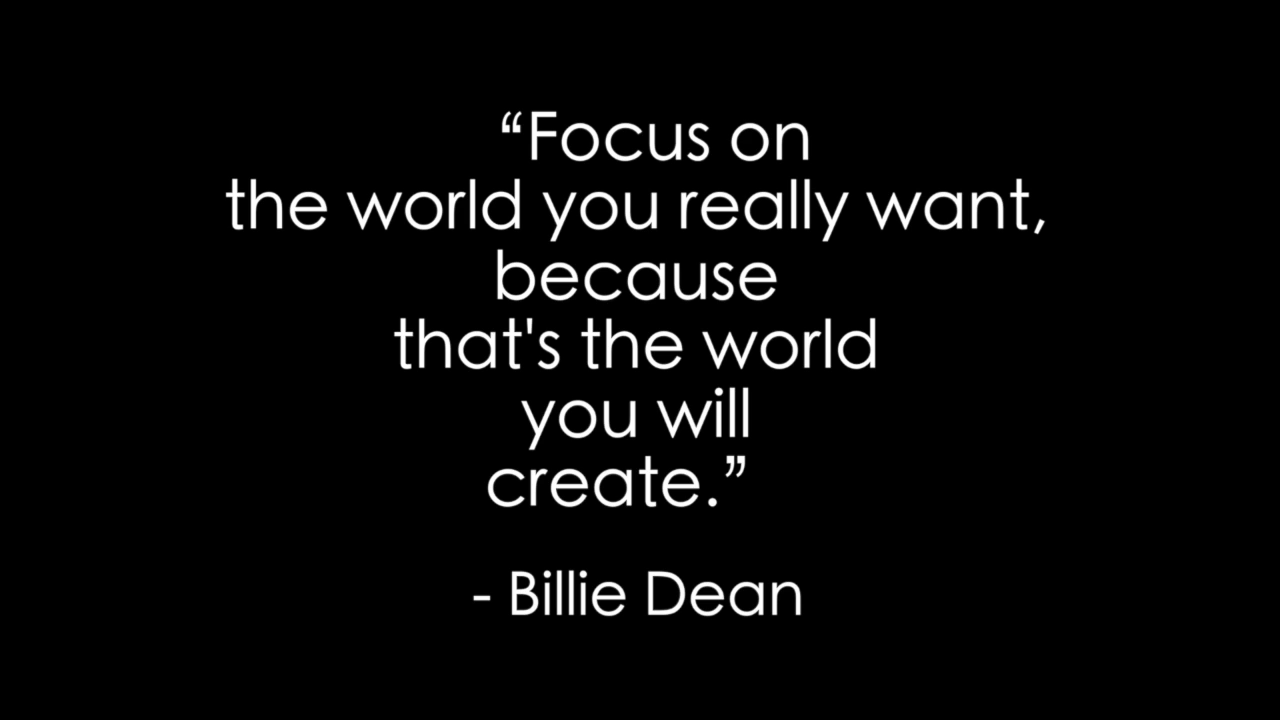 “Focus on
the world you really want,
because
that's the world
you will
create.”
- Billie Dean